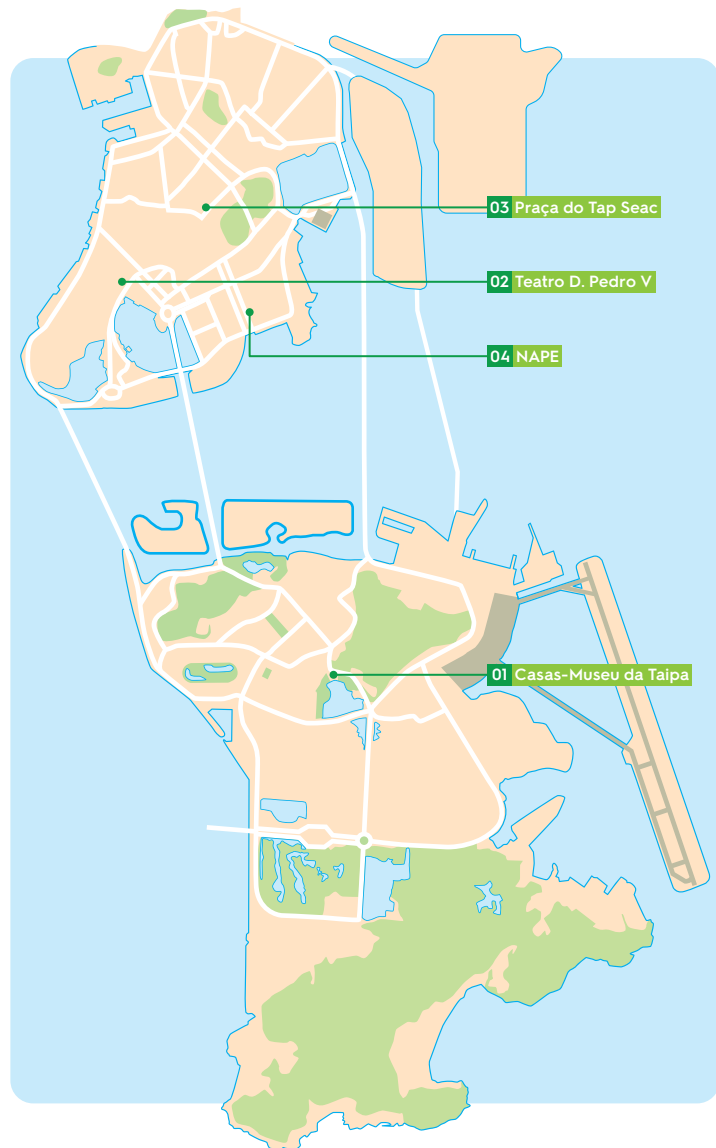 03 Praça do Tap Seac
02 Teatro D. Pedro V
04 NAPE
01 Casas-Museu da Taipa